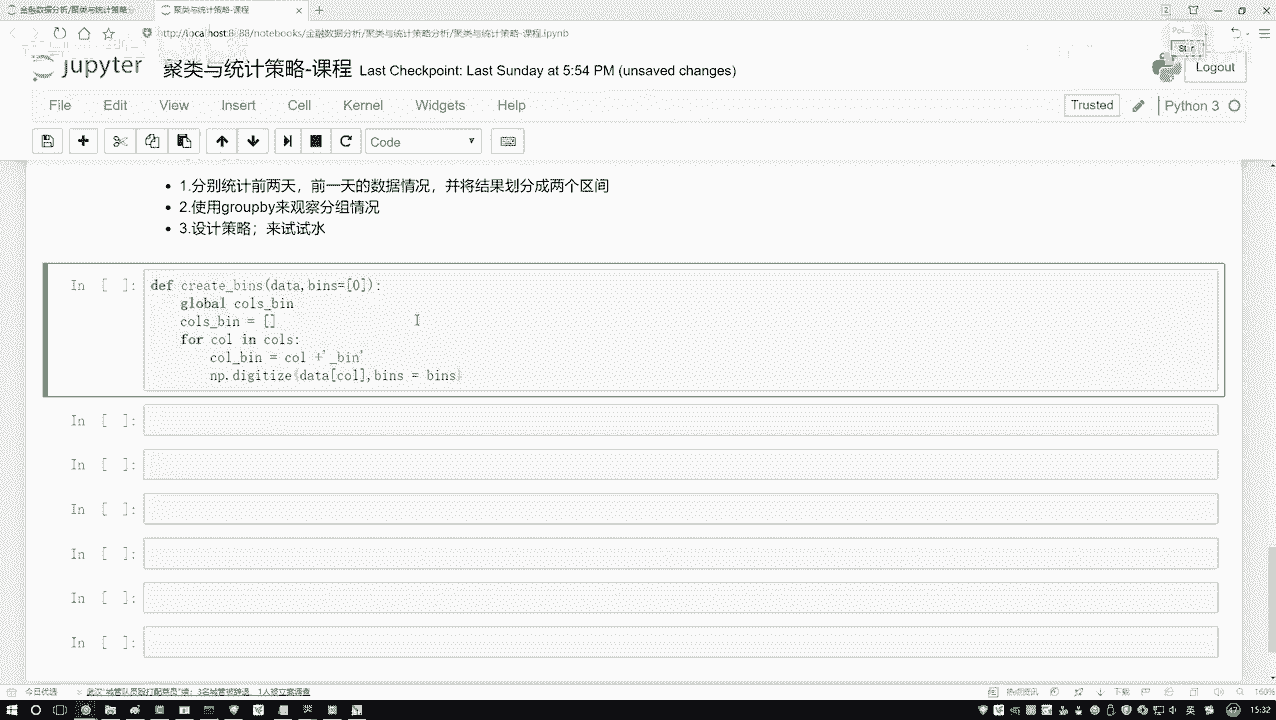 金融数据分析/聚类与统计策略
聚类与统计策略-课程
http://localhost:8888/notebooks/金融数据分析/聚类与统计策略分析/聚类与统计策略-课程.ipynb
jupyter 聚类与统计策略-课程 Last Checkpoint: Last Sunday at 5:54 PM (unsaved changes)
Logout
File Edit View Insert Cell Kernel Widgets Help
Trusted
Python 3
Code
1.分别统计前两天，前一天的数据情况，并将结果划分成两个区间
2.使用groupby来观察分组情况
3.设计策略；来试试水
In [ ]:
def create_bins(data,bins=[0]):
global cols_bin
cols_bin = []
for col in cols:
col_bin = col +'_bin'
np.digitize(data[col],bins = bins)
In [ ]:
In [ ]:
In [ ]:
In [ ]:
In [ ]:
In [ ]:
今日优选
下载
166%
英
15:32